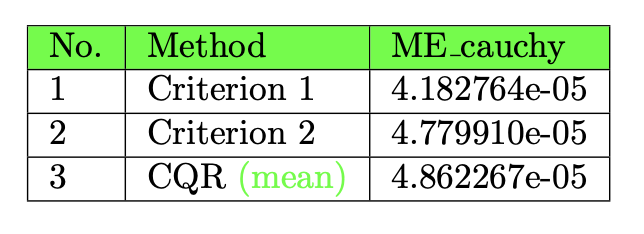 No. Method ME_cauchy
1 Criterion 1 4.182764e-05
2 Criterion 2 4.779910e-05
3 CQR (mean) 4.862267e-05